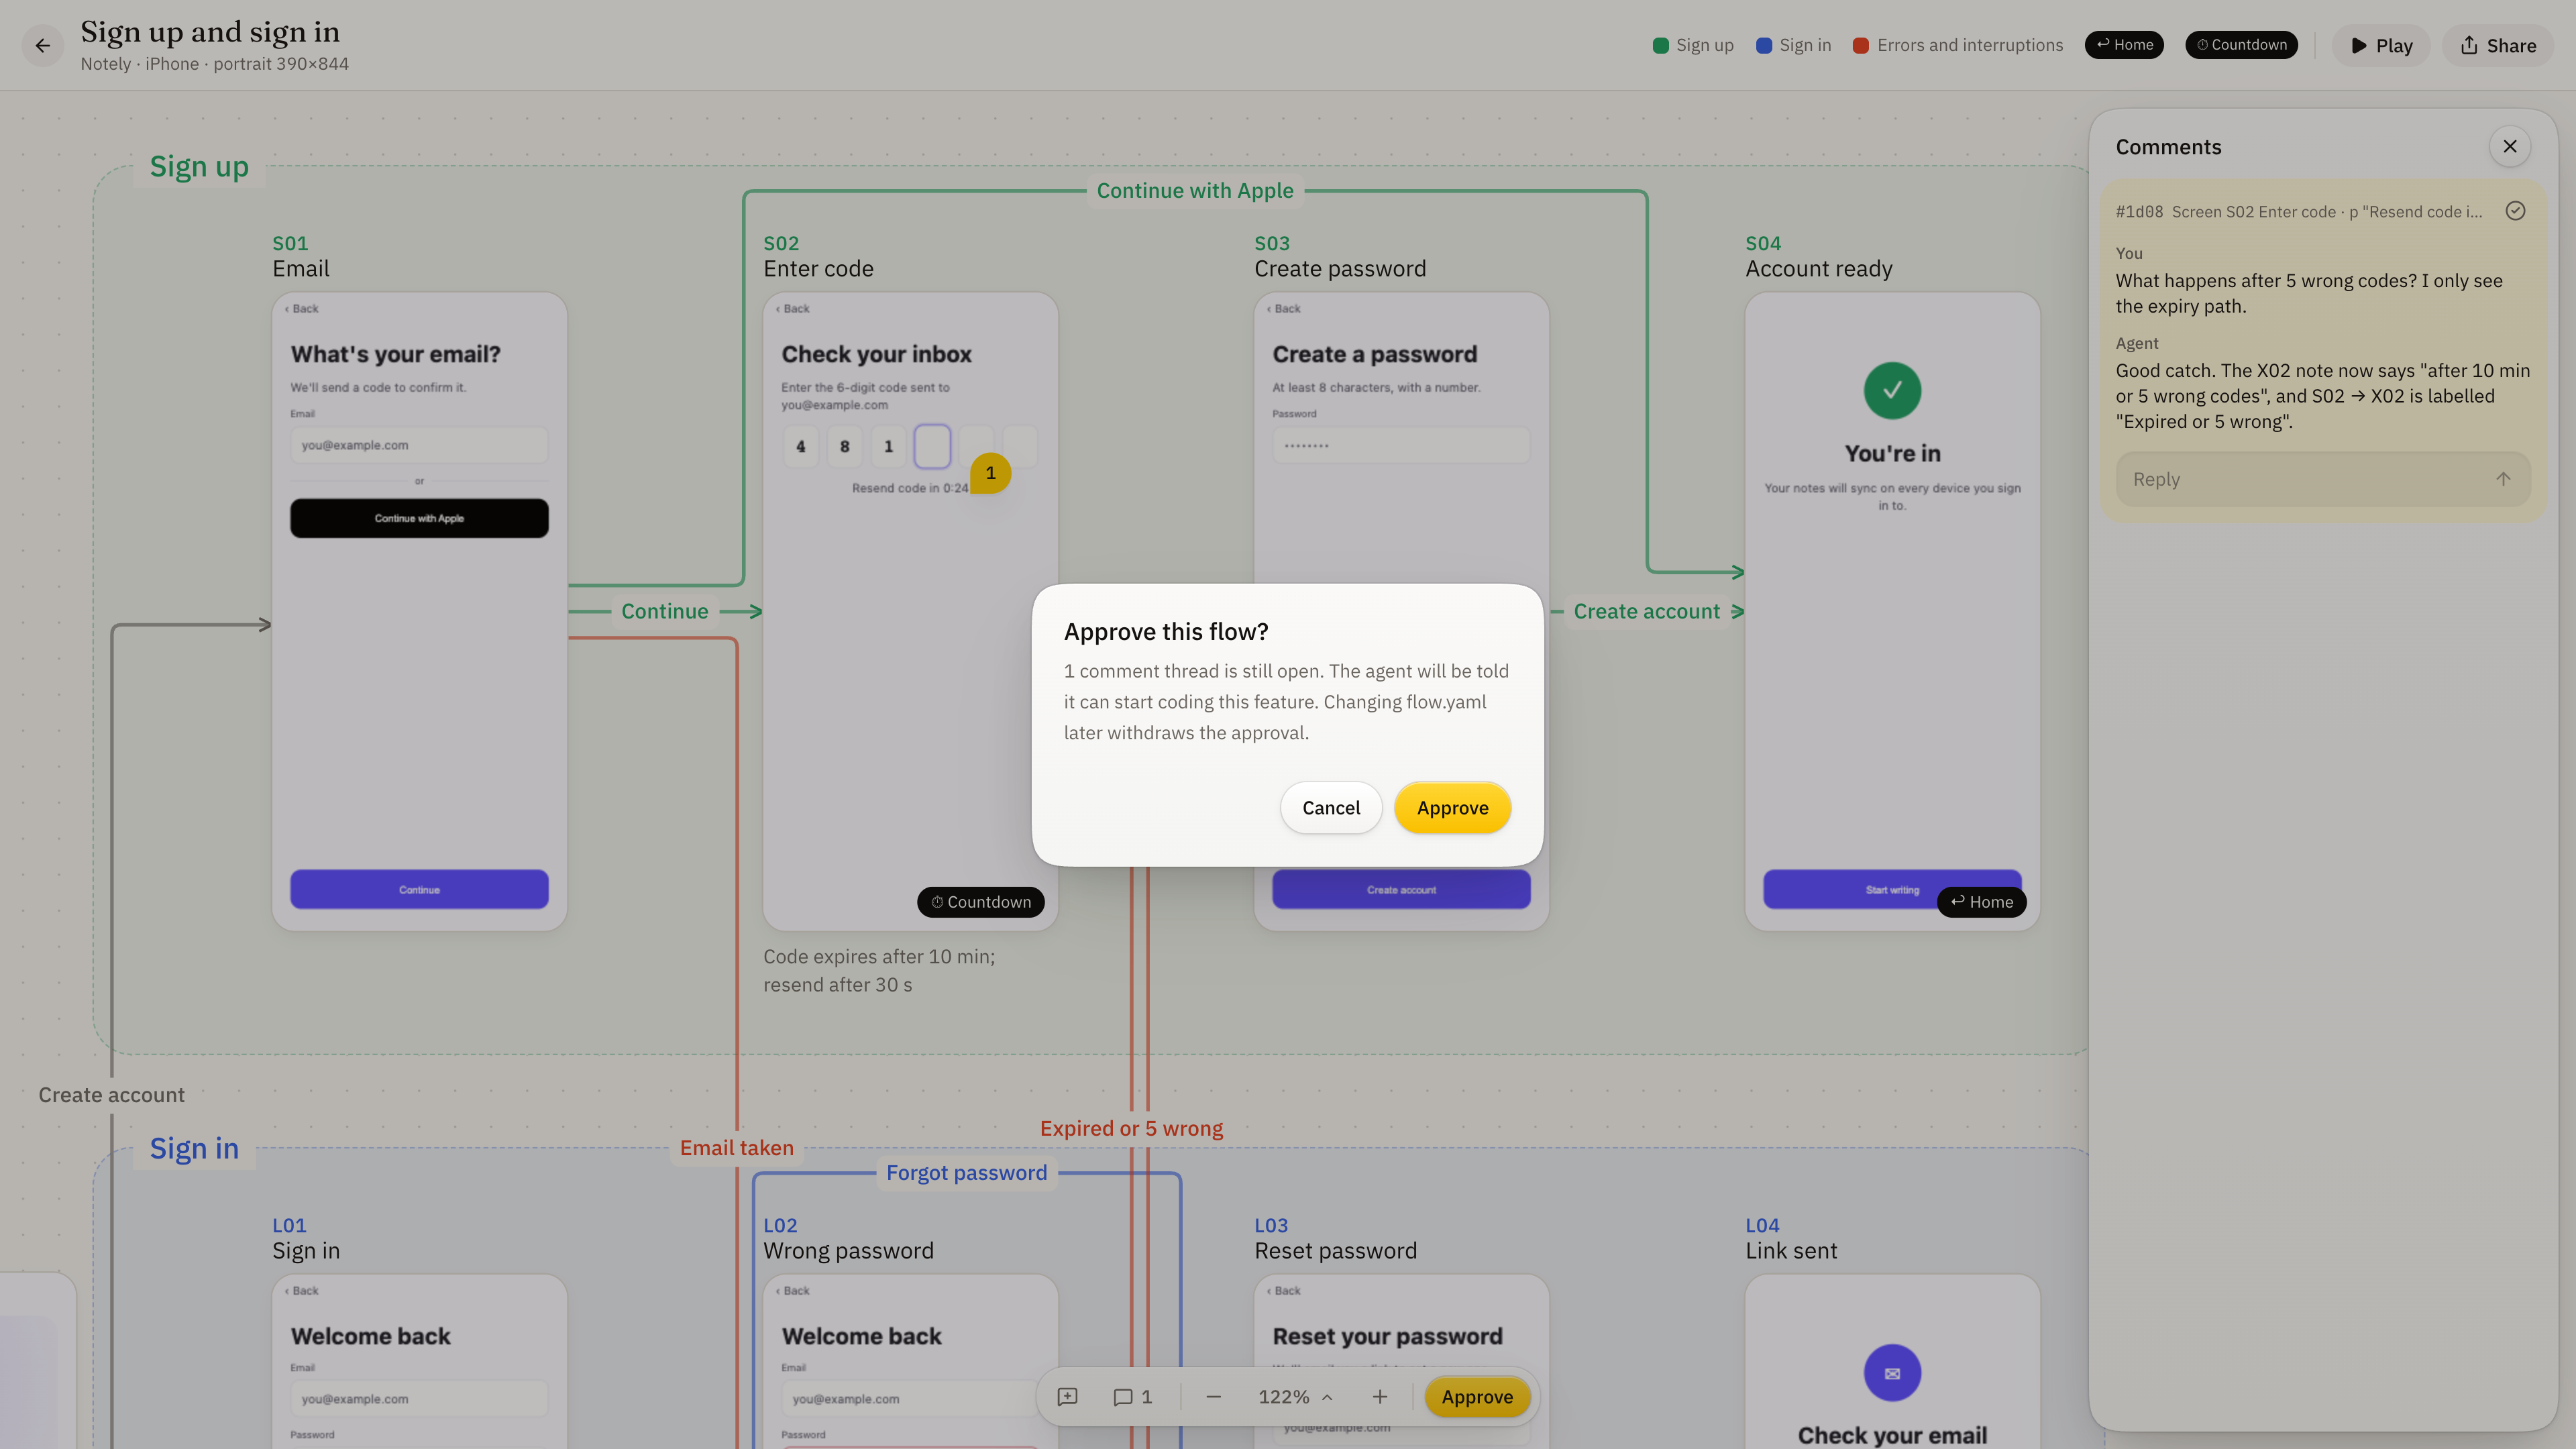 Sign up and sign in
Notely · iPhone · portrait 390×844
Sign up
Sign in
Errors and interruptions
↩ Home
⏱ Countdown
Play
Share
Sign up
Continue with Apple
S01
Email
‹ Back
What's your email?
We'll send a code to confirm it.
Email
you@example.com
or
Continue with Apple
Continue
Continue
S02
Enter code
‹ Back
Check your inbox
Enter the 6-digit code sent to
you@example.com
4 8 1
Resend code in 0:24
1
⏱ Countdown
Code expires after 10 min;
resend after 30 s
S03
Create password
‹ Back
Create a password
At least 8 characters, with a number.
Password
••••••••
Create account
Create account
S04
Account ready
You're in
Your notes will sync on every device you sign
in to.
Start writing
↩ Home
Approve this flow?
1 comment thread is still open. The agent will be told
it can start coding this feature. Changing flow.yaml
later withdraws the approval.
Cancel
Approve
Comments
#1d08 Screen S02 Enter code · p "Resend code i...
You
What happens after 5 wrong codes? I only see
the expiry path.
Agent
Good catch. The X02 note now says "after 10 min
or 5 wrong codes", and S02 → X02 is labelled
"Expired or 5 wrong".
Reply
Create account
Email taken
Expired or 5 wrong
Sign in
Forgot password
L01
Sign in
‹ Back
Welcome back
Email
you@example.com
Password
L02
Wrong password
‹ Back
Welcome back
Email
you@example.com
Password
L03
Reset password
‹ Back
Reset your password
you@example.com
L04
Link sent
Check your email
1
122%
Approve